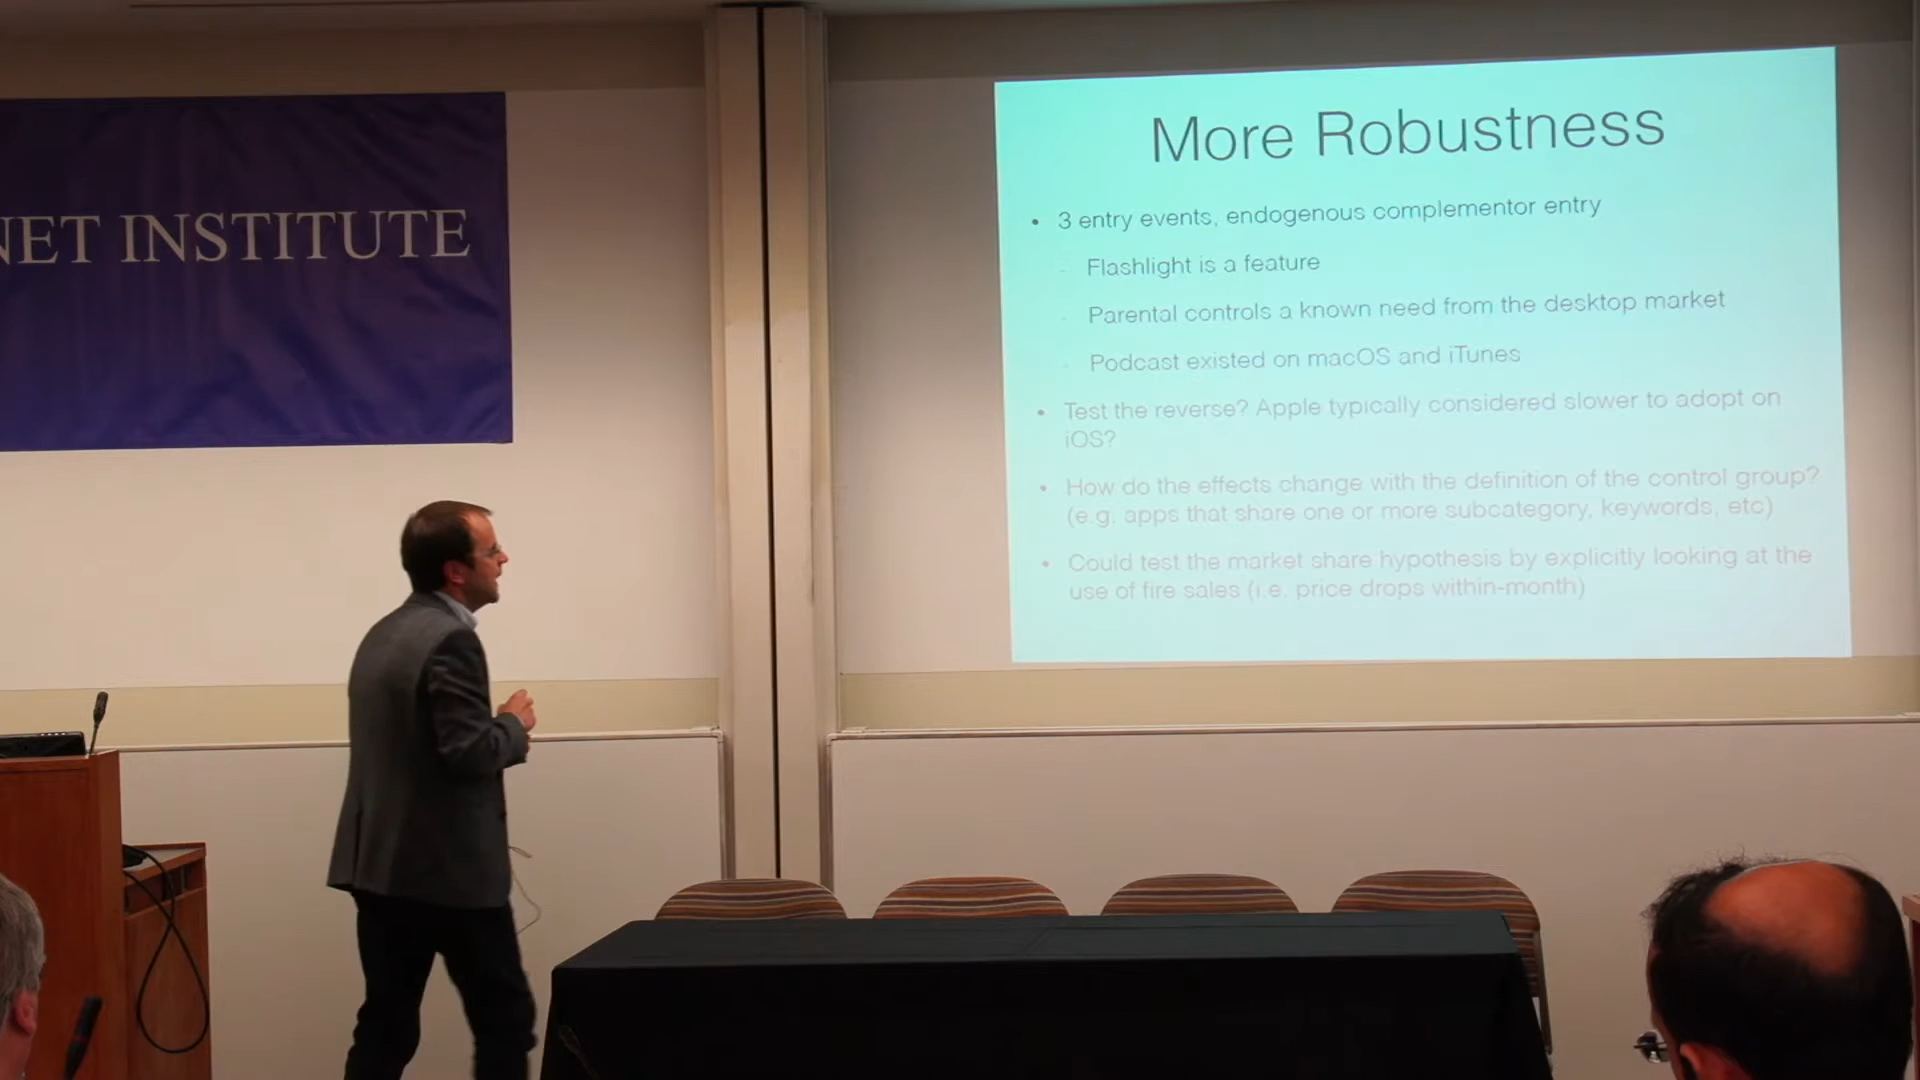 NET INSTITUTE
More Robustness
• 3 entry events, endogenous complementor entry
- Flashlight is a feature
- Parental controls a known need from the desktop market
- Podcast existed on macOS and iTunes
• Test the reverse? Apple typically considered slower to adopt on
iOS?
• How do the effects change with the definition of the control group?
(e.g. apps that share one or more subcategory, keywords, etc)
• Could test the market share hypothesis by explicitly looking at the
use of fire sales (i.e. price drops within-month)